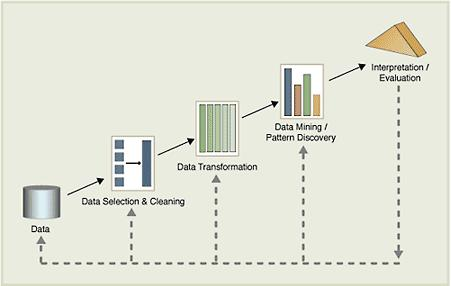 Interpretation /
Evaluation
Data Mining /
Pattern Discovery
Data Transformation
Data Selection & Cleaning
Data